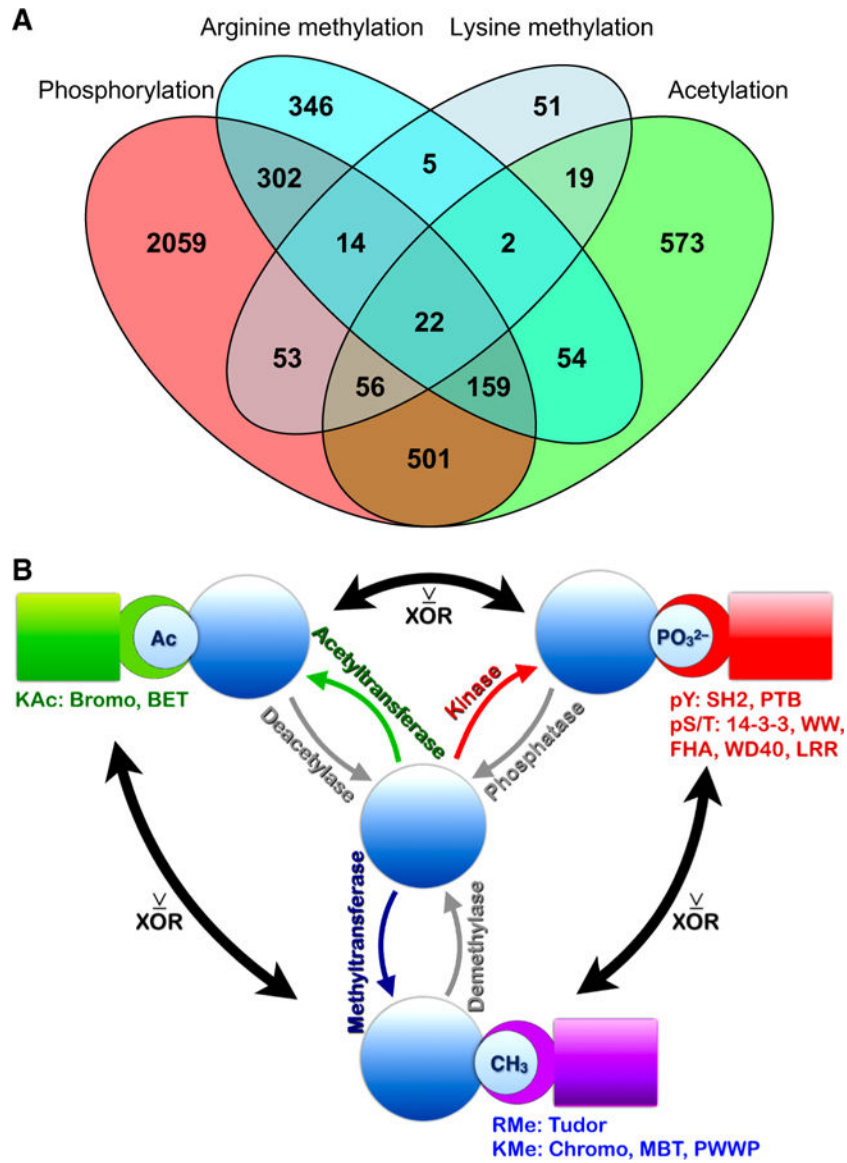 A
Arginine methylation
Lysine methylation
Phosphorylation
Acetylation
346
51
302
5
19
2059
14
2
573
22
53
56
159
54
501
B
XOR
Ac
PO₃²⁻
Acetyltransferase
Kinase
KAc: Bromo, BET
pY: SH2, PTB
pS/T: 14-3-3, WW,
FHA, WD40, LRR
Deacetylase
Phosphatase
XOR
XOR
Methyltransferase
Demethylase
CH₃
RMe: Tudor
KMe: Chromo, MBT, PWWP